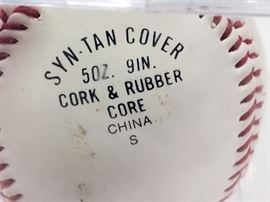 SYN-TAN COVER
5OZ. 9IN.
CORK & RUBBER
CORE
CHINA
S